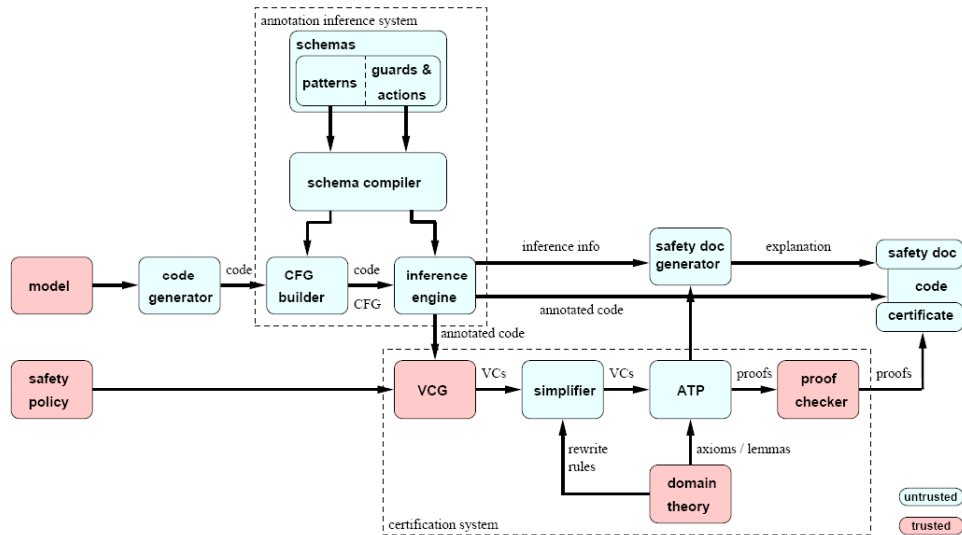 annotation inference system
schemas
patterns
guards &
actions
schema compiler
model
code
generator
code
CFG
builder
code
CFG
inference
engine
inference info
safety doc
generator
explanation
safety doc
code
certificate
annotated code
annotated code
safety
policy
VCG
VCs
simplifier
VCs
ATP
proofs
proof
checker
proofs
rewrite
rules
axioms / lemmas
domain
theory
certification system
untrusted
trusted